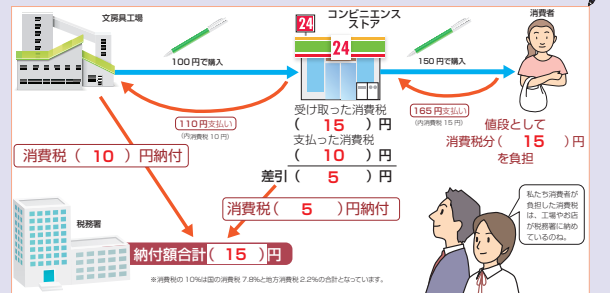 文房具工場
コンビニエンス
ストア
消費者
24
24
100円で購入
150円で購入
110円支払い
(内消費税10円)
165円支払い
(内消費税15円)
受け取った消費税
( 15 )円
支払った消費税
( 10 )円
差引( 5 )円
値段として
消費税分( 15 )円
を負担
消費税( 10 )円納付
消費税( 5 )円納付
税務署
納付額合計( 15 )円
私たち消費者が
負担した消費税
は、工場やお店
が税務署に納め
ているのね。
※消費税の10%は国の消費税7.8%と地方消費税2.2%の合計となっています。